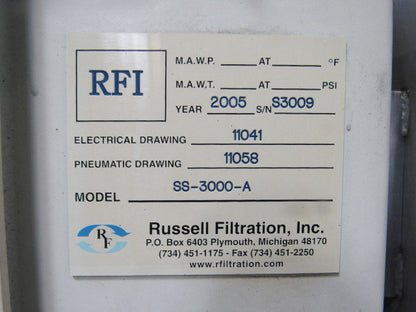 RFI
M.A.W.P. AT °F
M.A.W.T. AT PSI
YEAR 2005 S/N S3009
ELECTRICAL DRAWING 11041
PNEUMATIC DRAWING 11058
MODEL SS-3000-A
RF
Russell Filtration, Inc.
P.O. Box 6403 Plymouth, Michigan 48170
(734) 451-1175 - Fax (734) 451-2250
www.rfiltration.com